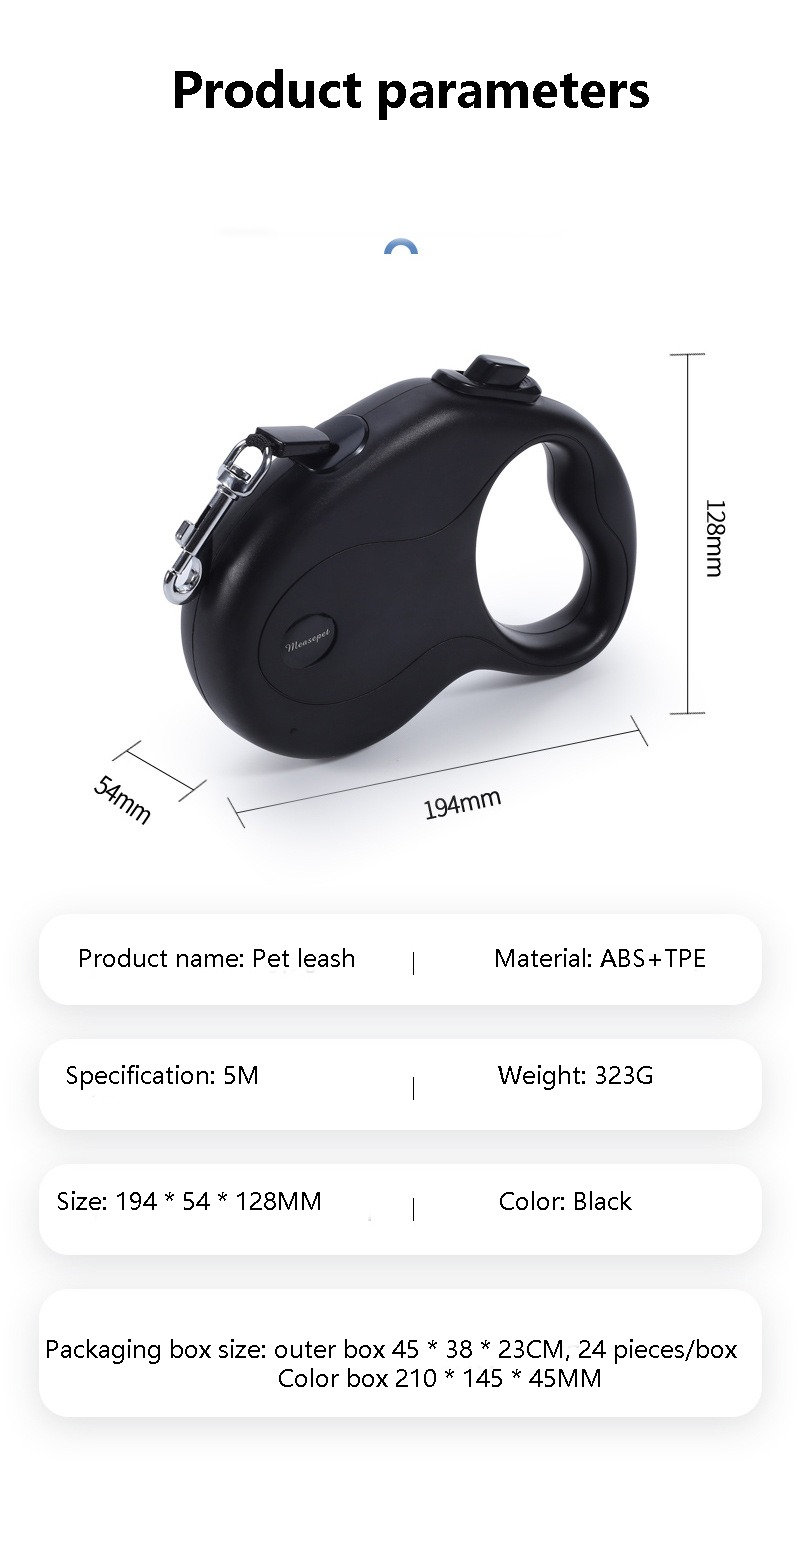 Product parameters
128mm
Measepet
54mm
194mm
Product name: Pet leash | Material: ABS+TPE
Specification: 5M | Weight: 323G
Size: 194 * 54 * 128MM | Color: Black
Packaging box size: outer box 45 * 38 * 23CM, 24 pieces/box
Color box 210 * 145 * 45MM